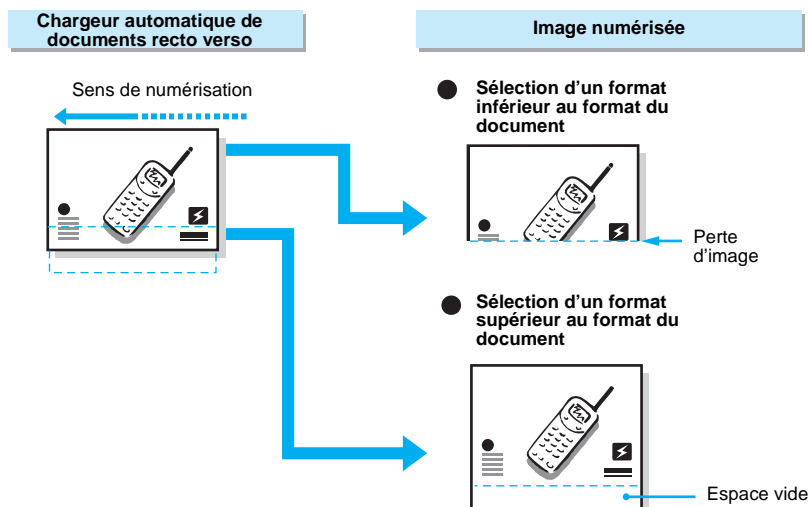 Chargeur automatique de
documents recto verso
Image numérisée
Sens de numérisation
Sélection d'un format
inférieur au format du
document
Perte
d'image
Sélection d'un format
supérieur au format du
document
Espace vide